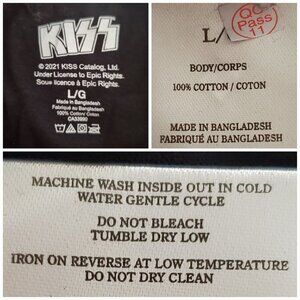 KISS
© 2021 KISS Catalog, Ltd.
Under License to Epic Rights.
Sous licence à Epic Rights.
L/G
Made in Bangladesh
Fabriqué au Bangladesh
100% Cotton/ Coton
CA33980
L/
QC
Pass
11
BODY/CORPS
100% COTTON / COTON
MADE IN BANGLADESH
FABRIQUÉ AU BANGLADESH
MACHINE WASH INSIDE OUT IN COLD
WATER GENTLE CYCLE
DO NOT BLEACH
TUMBLE DRY LOW
IRON ON REVERSE AT LOW TEMPERATURE
DO NOT DRY CLEAN